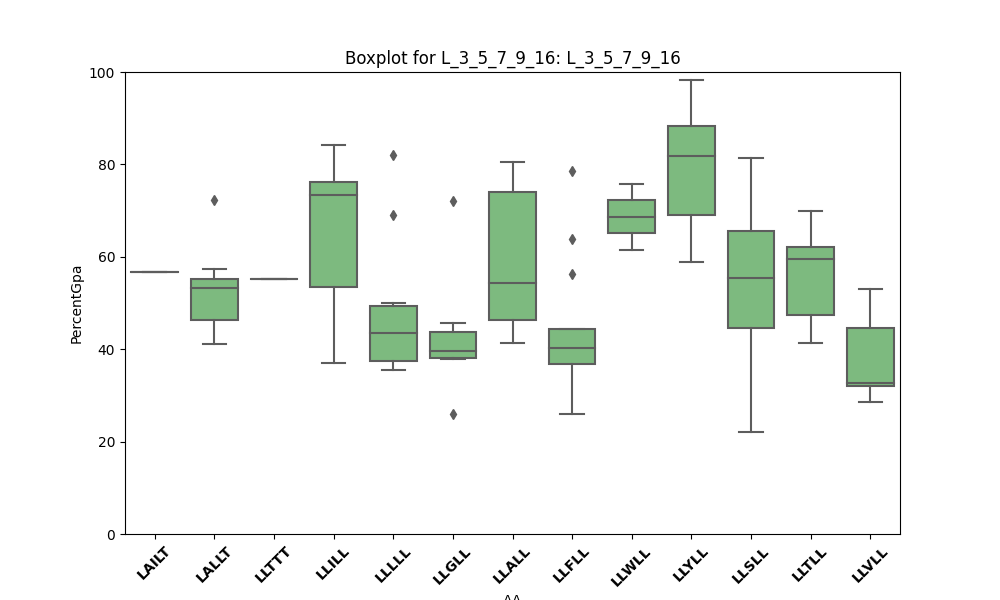 Boxplot for L_3_5_7_9_16: L_3_5_7_9_16
PercentGpa
100
80
60
40
20
0
LAILT
LALLT
LLTTT
LLILL
LLLLL
LLGLL
LLALL
LLFLL
LLWLL
LLYLL
LLSLL
LLTLL
LLVLL
AA